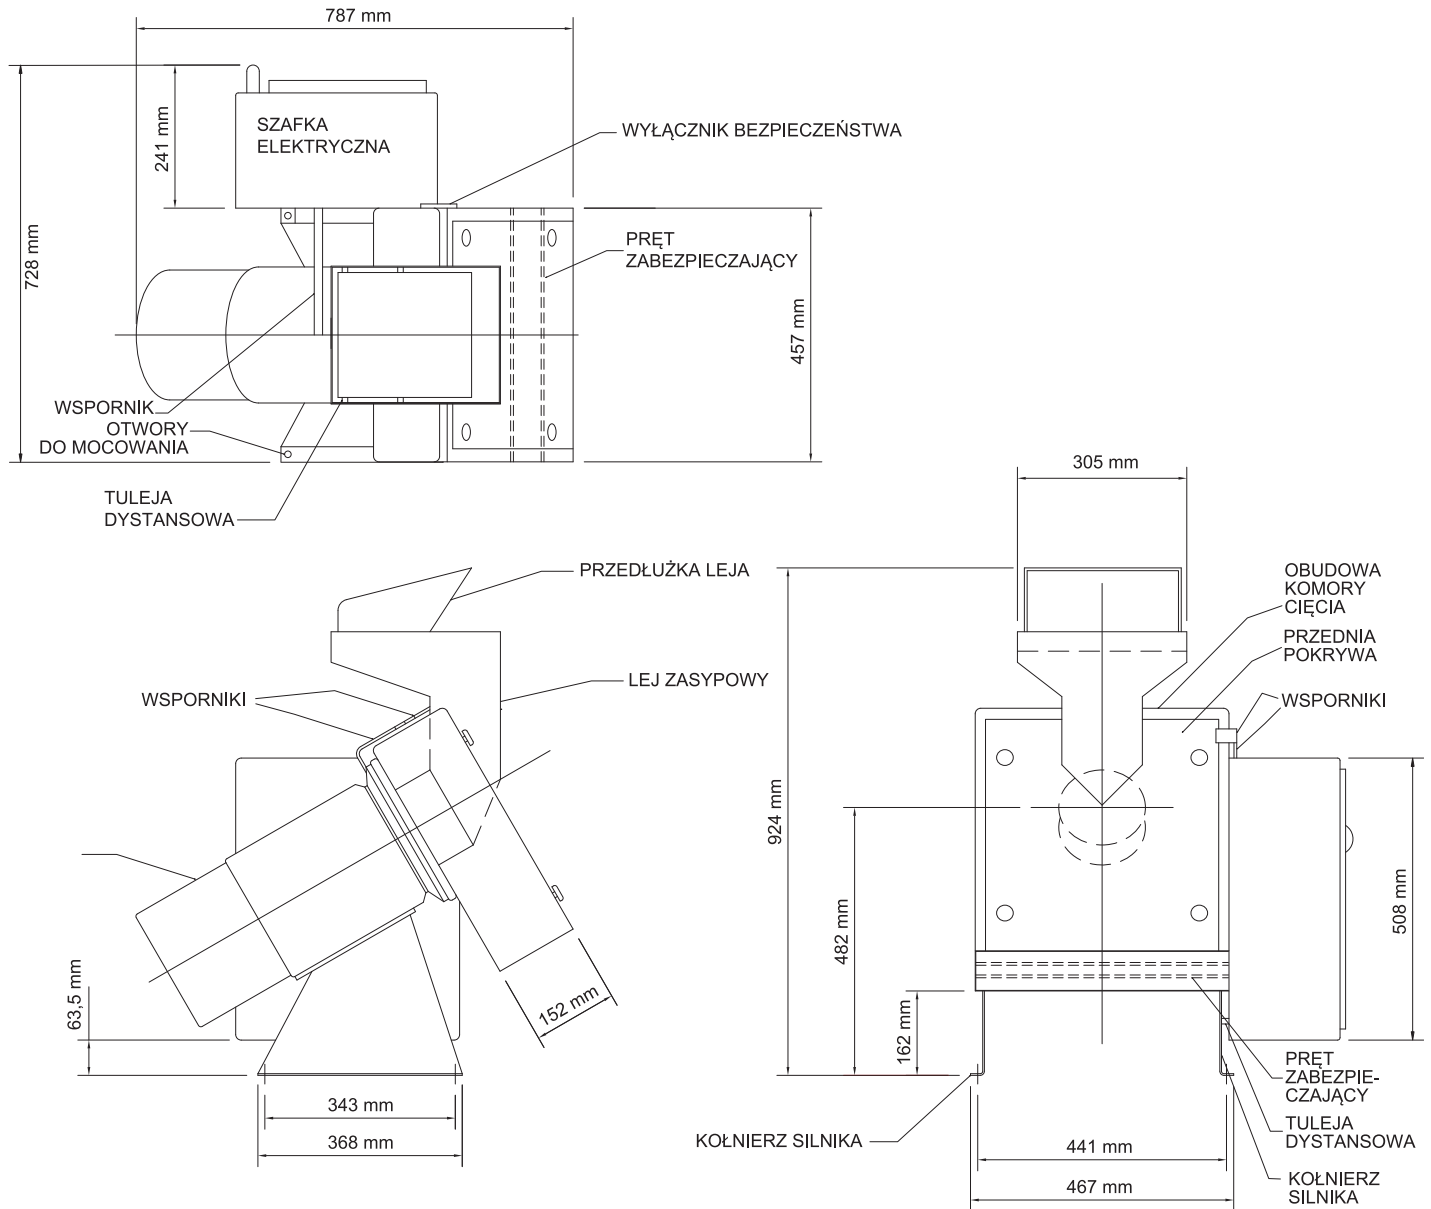 787 mm
241 mm
728 mm
SZAFKA
ELEKTRYCZNA
WYŁĄCZNIK BEZPIECZEŃSTWA
PRĘT
ZABEZPIECZAJĄCY
457 mm
WSPORNIK
OTWORY
DO MOCOWANIA
TULEJA
DYSTANSOWA
PRZEDŁUŻKA LEJA
LEJ ZASYPOWY
WSPORNIKI
63,5 mm
152 mm
343 mm
368 mm
305 mm
OBUDOWA
KOMORY
CIĘCIA
PRZEDNIA
POKRYWA
WSPORNIKI
924 mm
482 mm
508 mm
162 mm
PRĘT
ZABEZPIE-
CZAJĄCY
TULEJA
DYSTANSOWA
KOŁNIERZ SILNIKA
441 mm
467 mm
KOŁNIERZ
SILNIKA